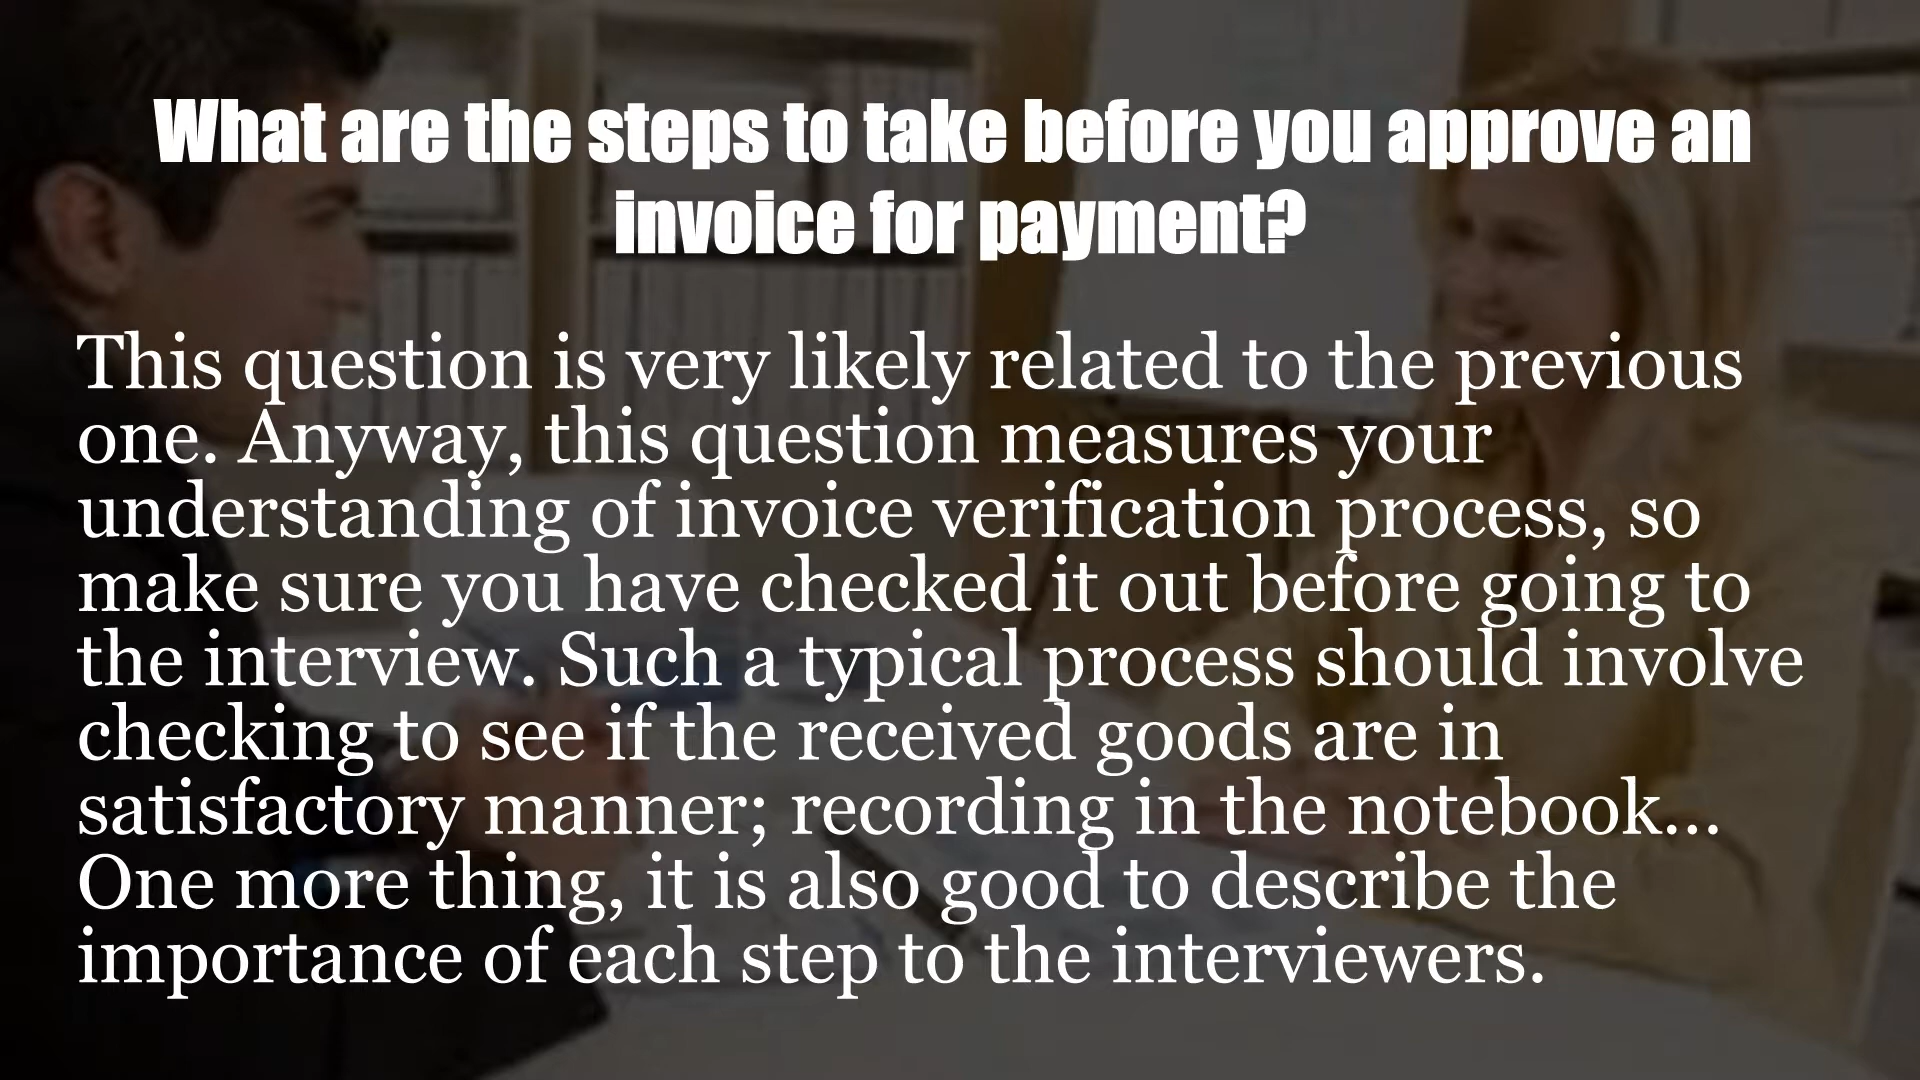 What are the steps to take before you approve an
invoice for payment?
This question is very likely related to the previous
one. Anyway, this question measures your
understanding of invoice verification process, so
make sure you have checked it out before going to
the interview. Such a typical process should involve
checking to see if the received goods are in
satisfactory manner; recording in the notebook...
One more thing, it is also good to describe the
importance of each step to the interviewers.